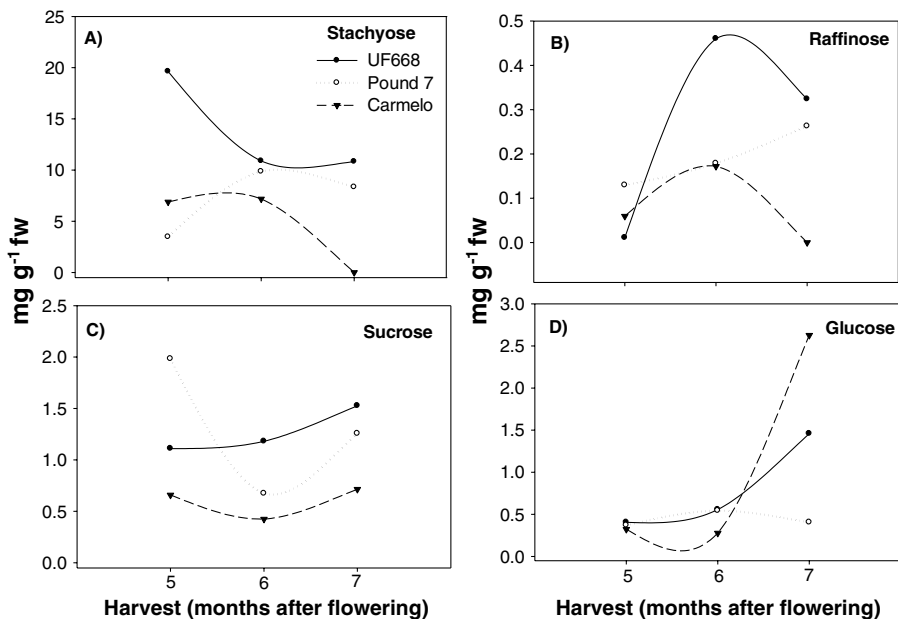 A)
Stachyose
UF668
Pound 7
Carmelo
25
20
15
10
5
0
mg g-1 fw
B)
Raffinose
0.5
0.4
0.3
0.2
0.1
0.0
mg g-1 fw
C)
Sucrose
2.5
2.0
1.5
1.0
0.5
0.0
5 6 7
Harvest (months after flowering)
D)
Glucose
3.0
2.5
2.0
1.5
1.0
0.5
0.0
5 6 7
Harvest (months after flowering)